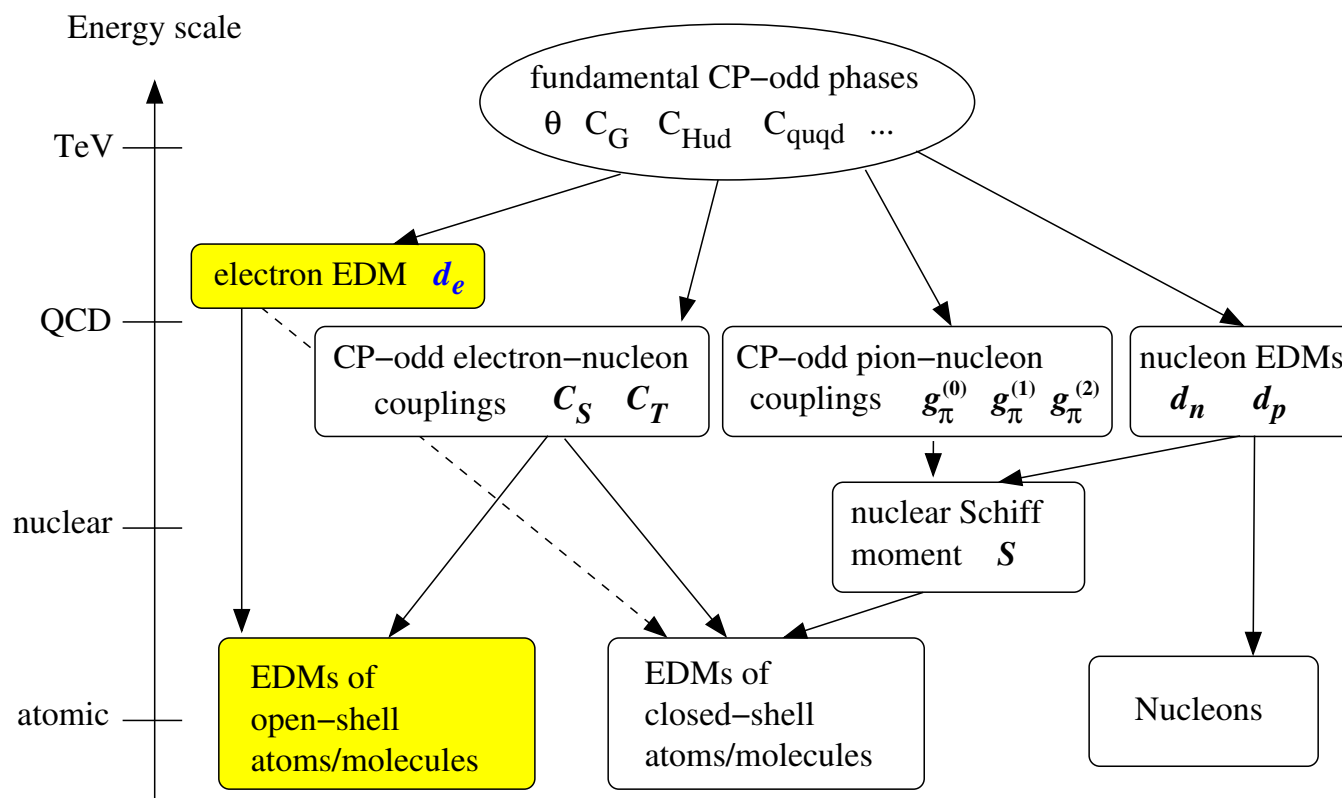 Energy scale
fundamental CP−odd phases
θ C_G C_Hud C_quqd ...
TeV
electron EDM d_e
QCD
CP−odd electron−nucleon
couplings C_S C_T
CP−odd pion−nucleon
couplings g_π^(0) g_π^(1) g_π^(2)
nucleon EDMs
d_n d_p
nuclear
nuclear Schiff
moment S
atomic
EDMs of
open−shell
atoms/molecules
EDMs of
closed−shell
atoms/molecules
Nucleons